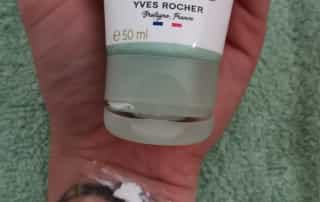 YVES ROCHER
Bretagne, France
℮ 50 ml